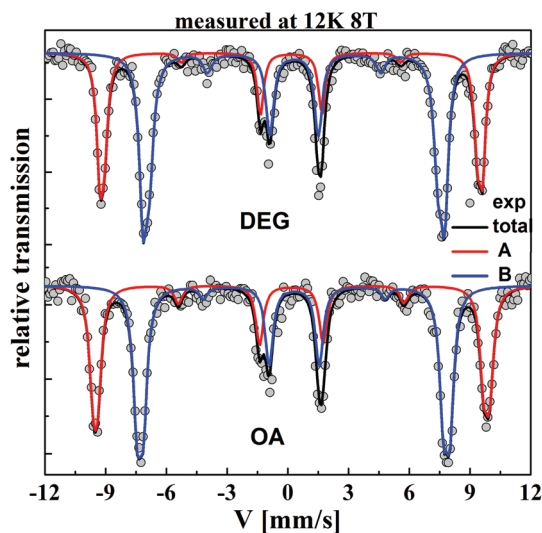 measured at 12K 8T
relative transmission
DEG
exp
total
A
B
OA
-12 -9 -6 -3 0 3 6 9 12
V [mm/s]